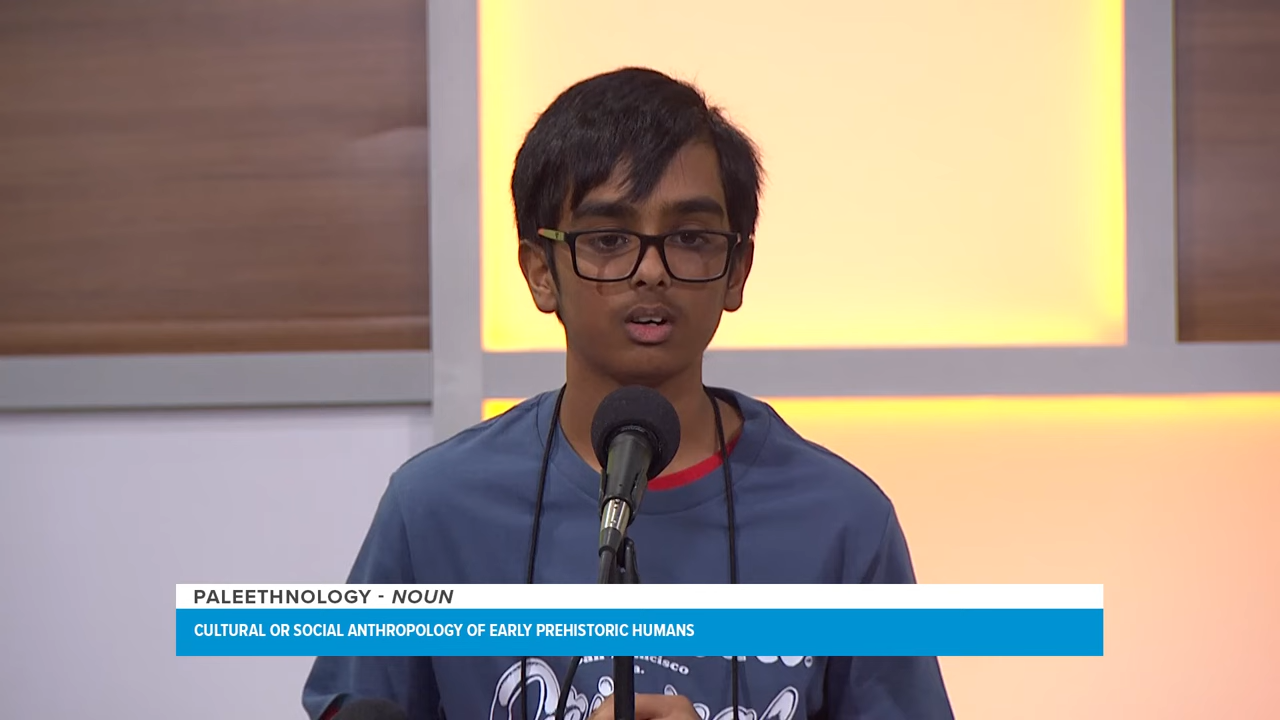 PALEETHNOLOGY - NOUN
CULTURAL OR SOCIAL ANTHROPOLOGY OF EARLY PREHISTORIC HUMANS